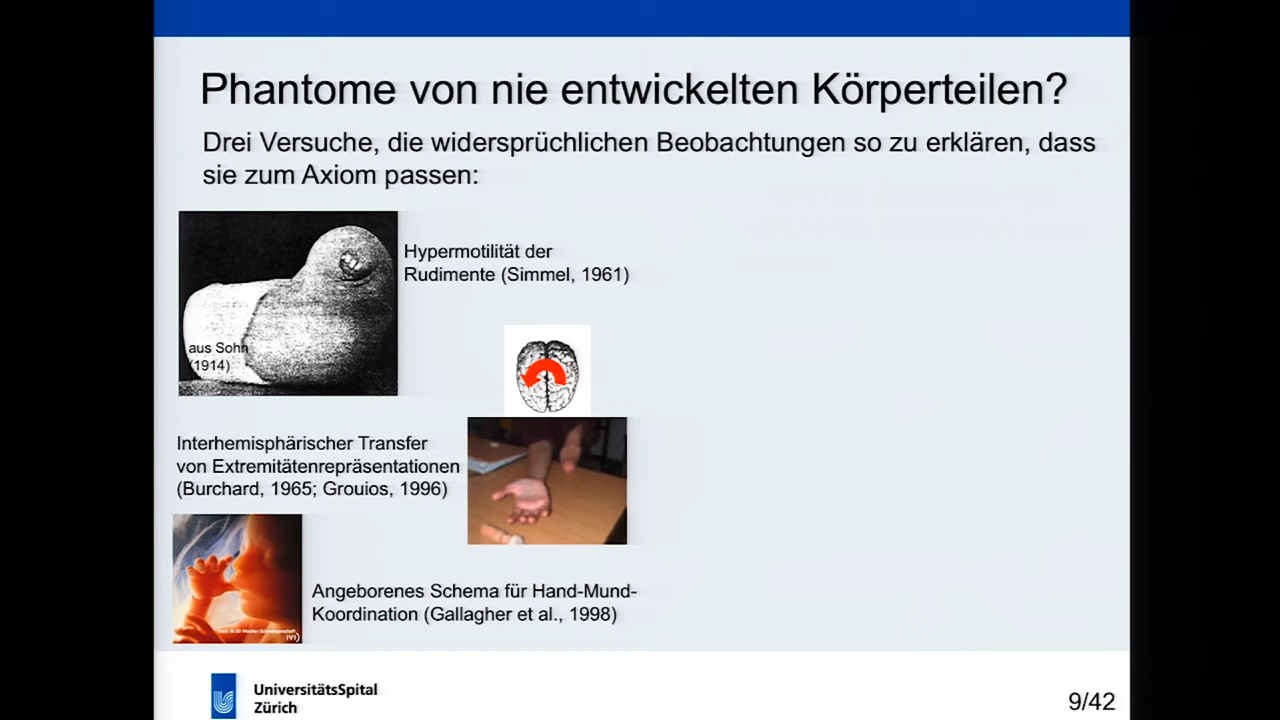 Phantome von nie entwickelten Körperteilen?
Drei Versuche, die widersprüchlichen Beobachtungen so zu erklären, dass
sie zum Axiom passen:
Hypermotilität der
Rudimente (Simmel, 1961)
aus Sohn
(1914)
Interhemisphärischer Transfer
von Extremitätenrepräsentationen
(Burchard, 1965; Grouios, 1996)
Angeborenes Schema für Hand-Mund-
Koordination (Gallagher et al., 1998)
UniversitätsSpital
Zürich
9/42